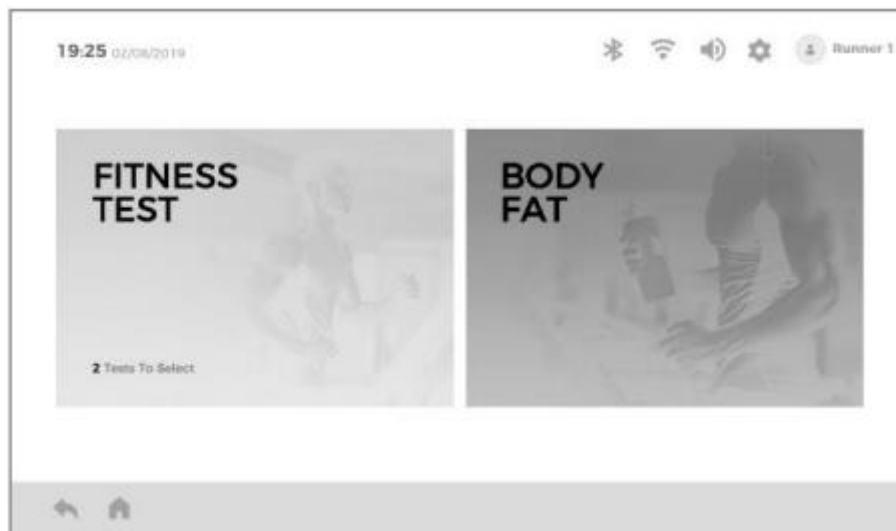 19:25 02/08/2019
Runner 1
FITNESS
TEST
2 Tests To Select
BODY
FAT